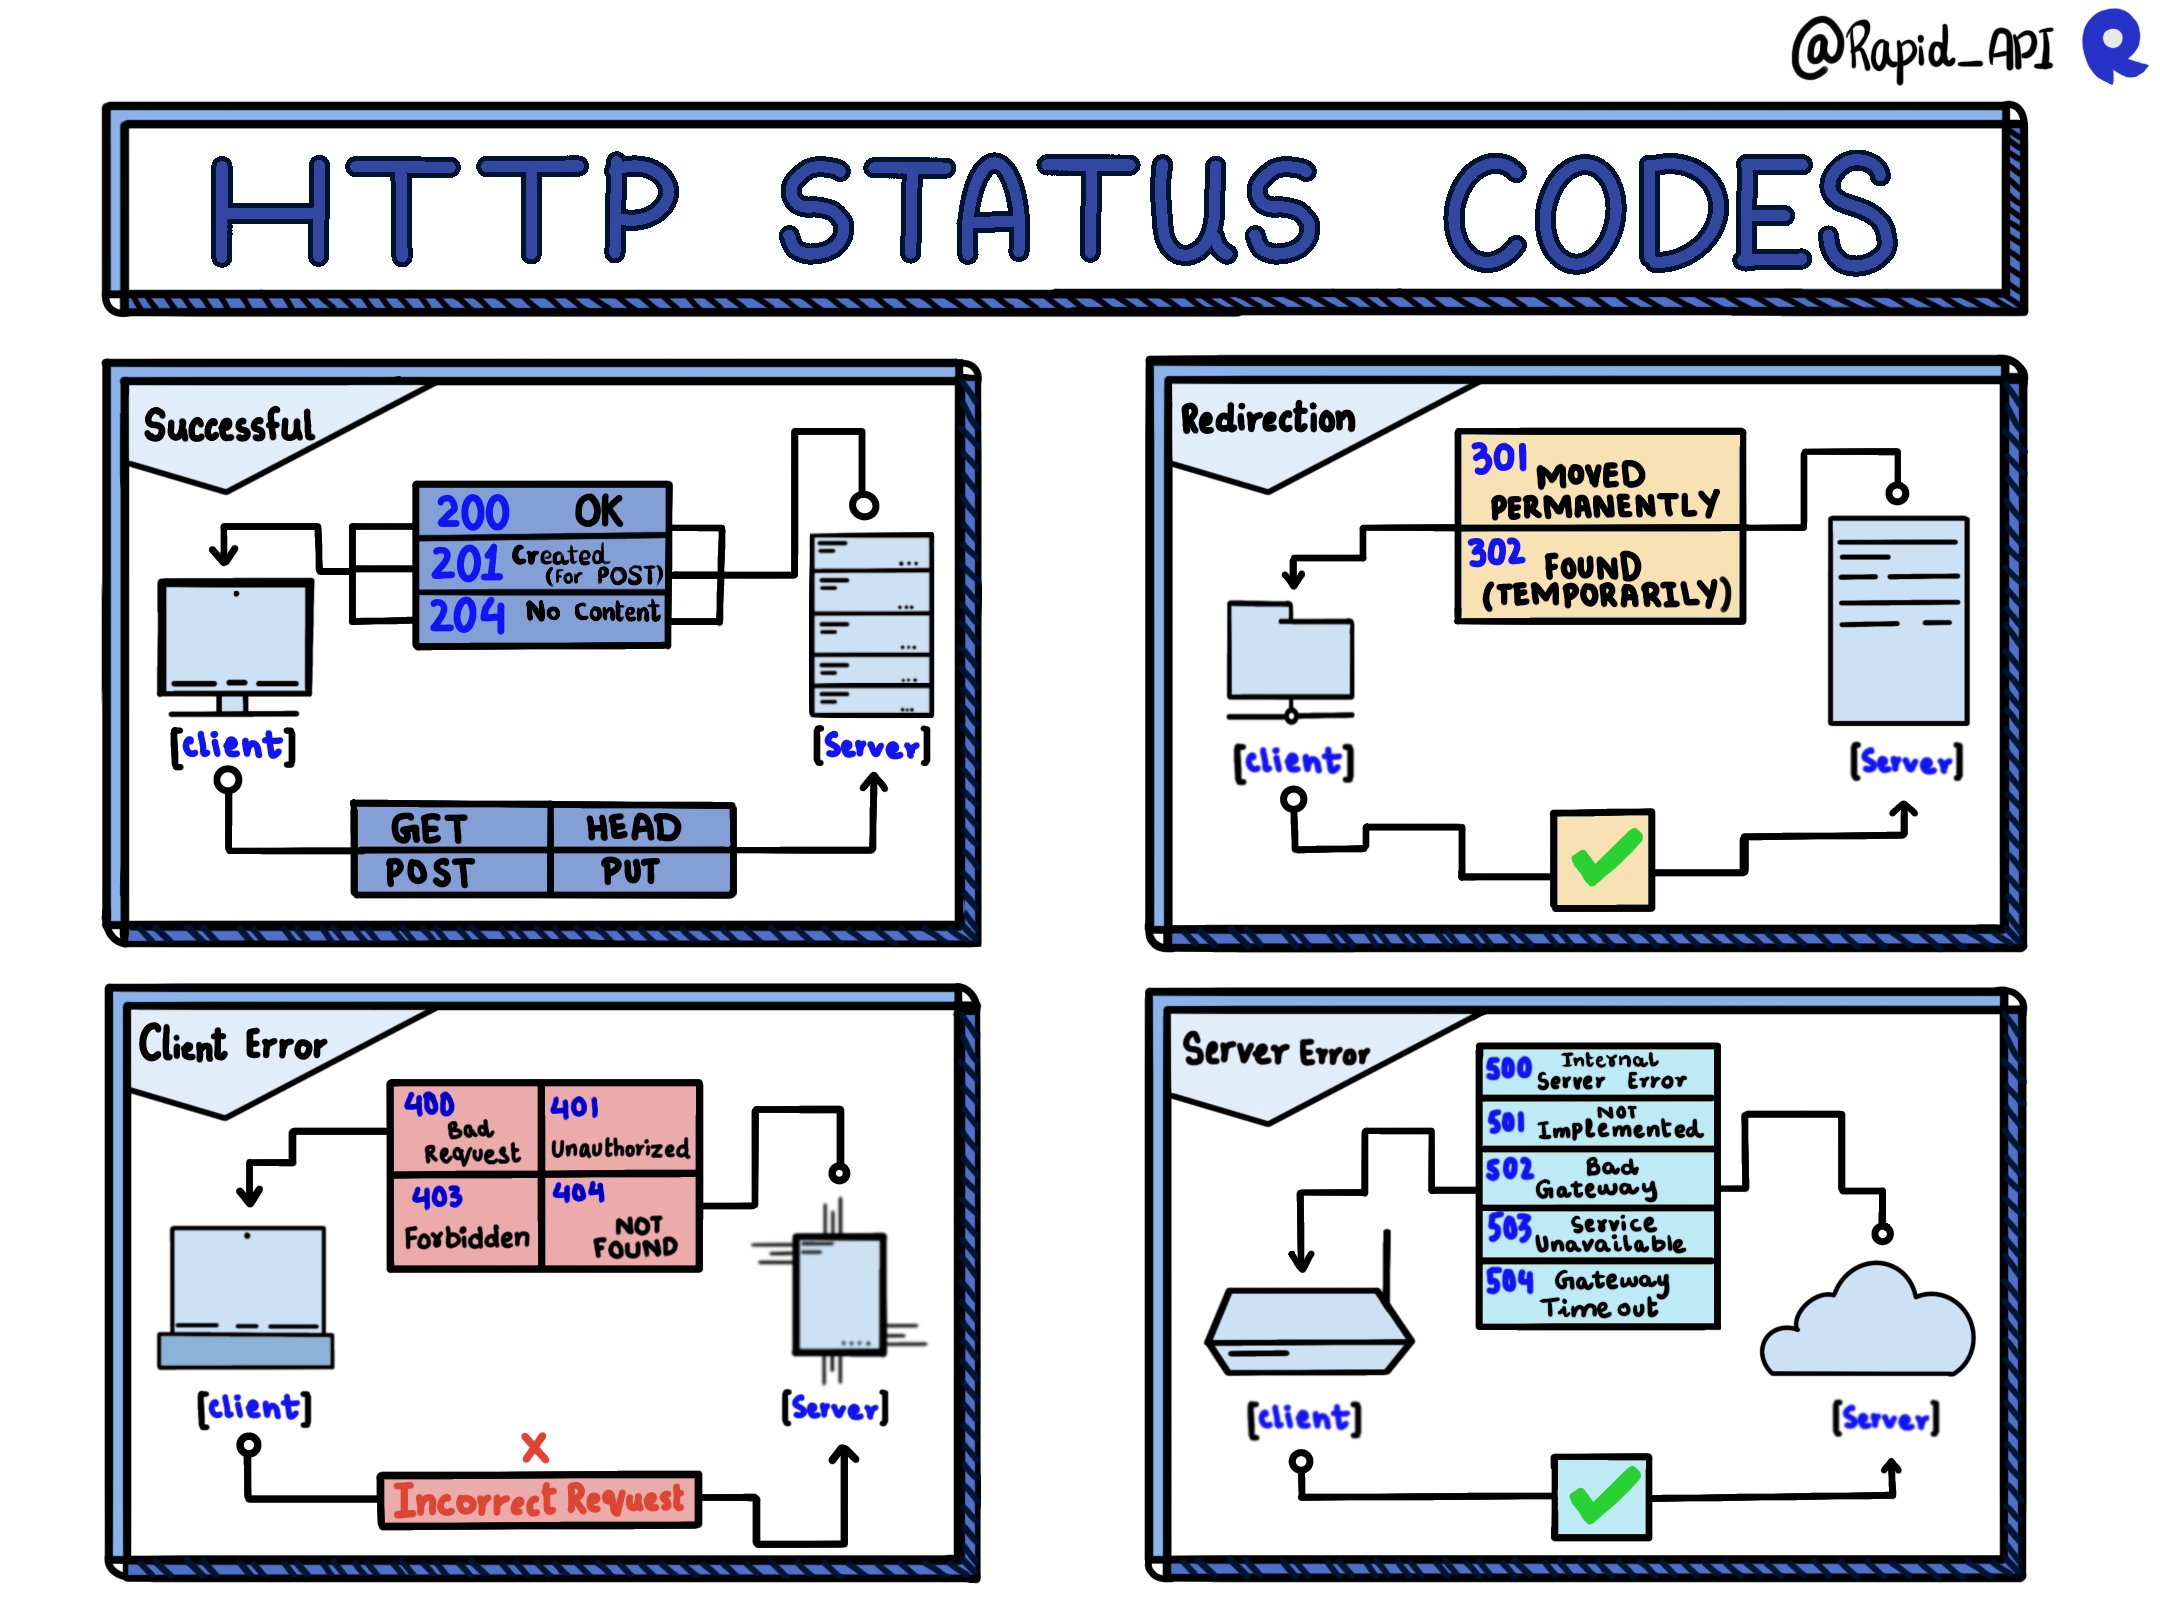 @Rapid_API
HTTP STATUS CODES
Successful
200 OK
201 Created
(For POST)
204 No Content
[client]
[Server]
GET HEAD
POST PUT
Redirection
301 MOVED
PERMANENTLY
302 FOUND
(TEMPORARILY)
[client]
[Server]
Client Error
400
Bad
Request
401
Unauthorized
403
Forbidden
404
NOT
FOUND
[client]
[Server]
X
Incorrect Request
Server Error
500 Internal
Server Error
501 NOT
Implemented
502 Bad
Gateway
503 Service
Unavailable
504 Gateway
Time out
[client]
[Server]